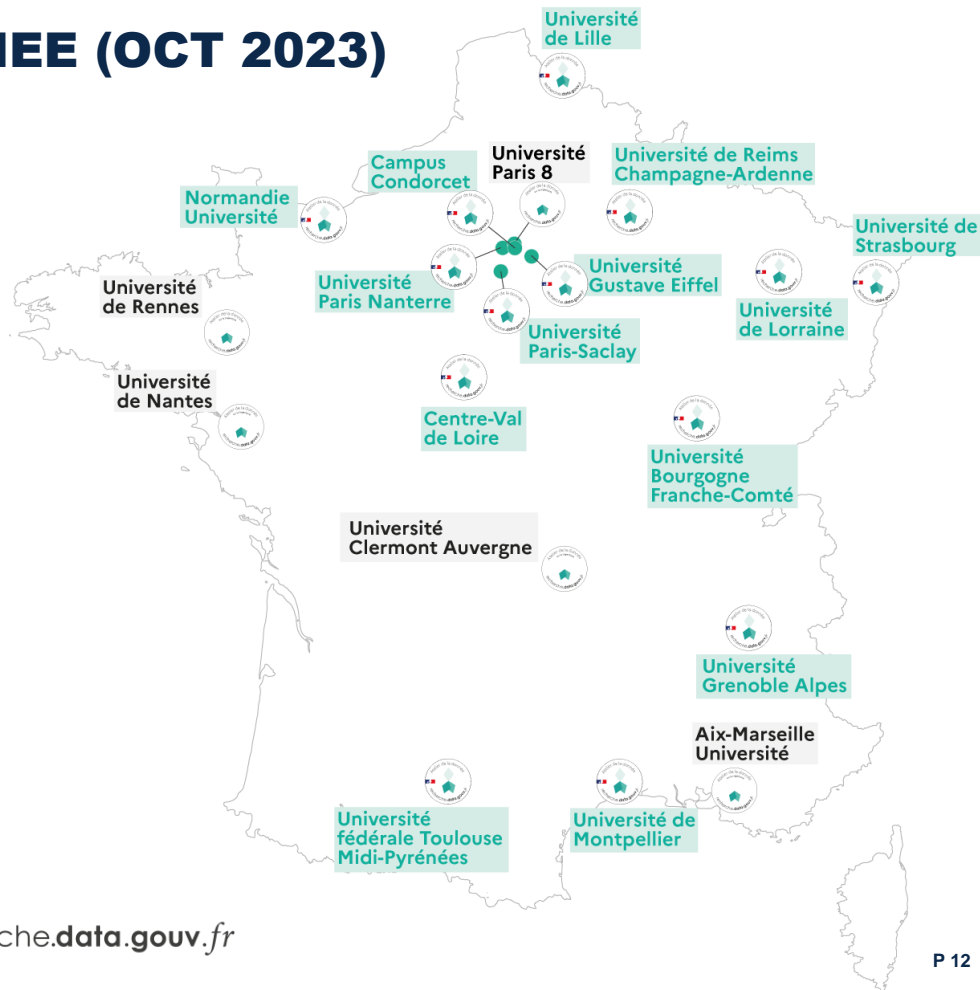 IEE (OCT 2023)
Université
de Lille
Campus
Condorcet
Université
Paris 8
Université de Reims
Champagne-Ardenne
Normandie
Université
Université de
Strasbourg
Université
Paris Nanterre
Université
Gustave Eiffel
Université
de Rennes
Université
de Lorraine
Université
Paris-Saclay
Université
de Nantes
Centre-Val
de Loire
Université
Bourgogne
Franche-Comté
Université
Clermont Auvergne
Université
Grenoble Alpes
Aix-Marseille
Université
Université
fédérale Toulouse
Midi-Pyrénées
Université de
Montpellier
che.data.gouv.fr
P 12